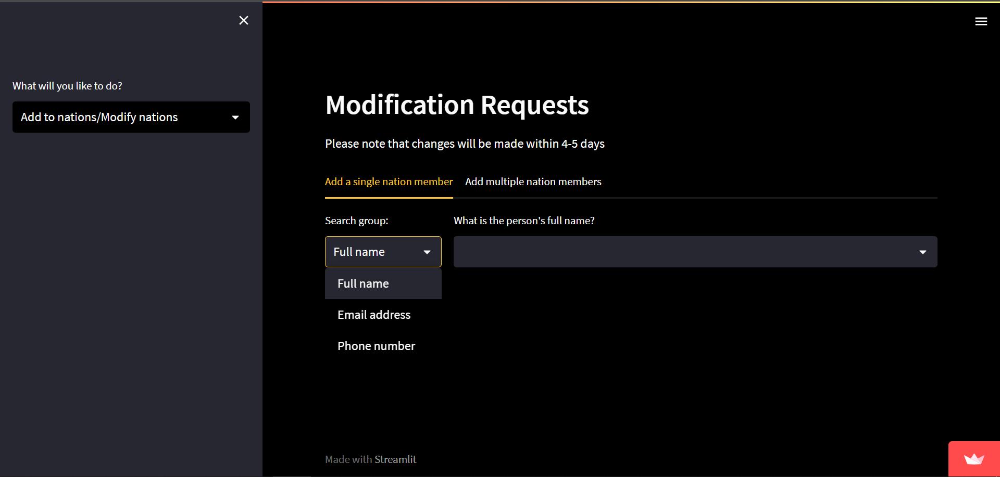 What will you like to do?
Add to nations/Modify nations
Modification Requests
Please note that changes will be made within 4-5 days
Add a single nation member
Add multiple nation members
Search group:
What is the person's full name?
Full name
Full name
Email address
Phone number
Made with Streamlit